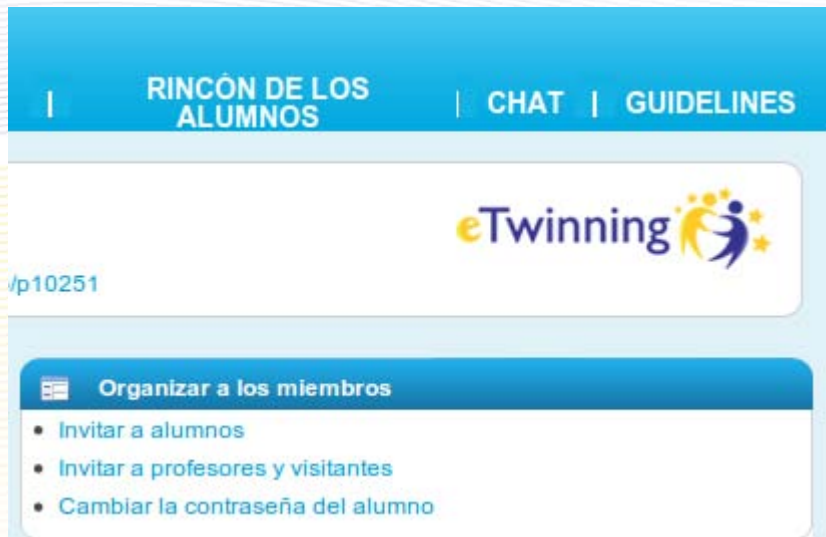 RINCÓN DE LOS
ALUMNOS
| | CHAT | GUIDELINES
eTwinning
/p10251
Organizar a los miembros
• Invitar a alumnos
• Invitar a profesores y visitantes
• Cambiar la contraseña del alumno